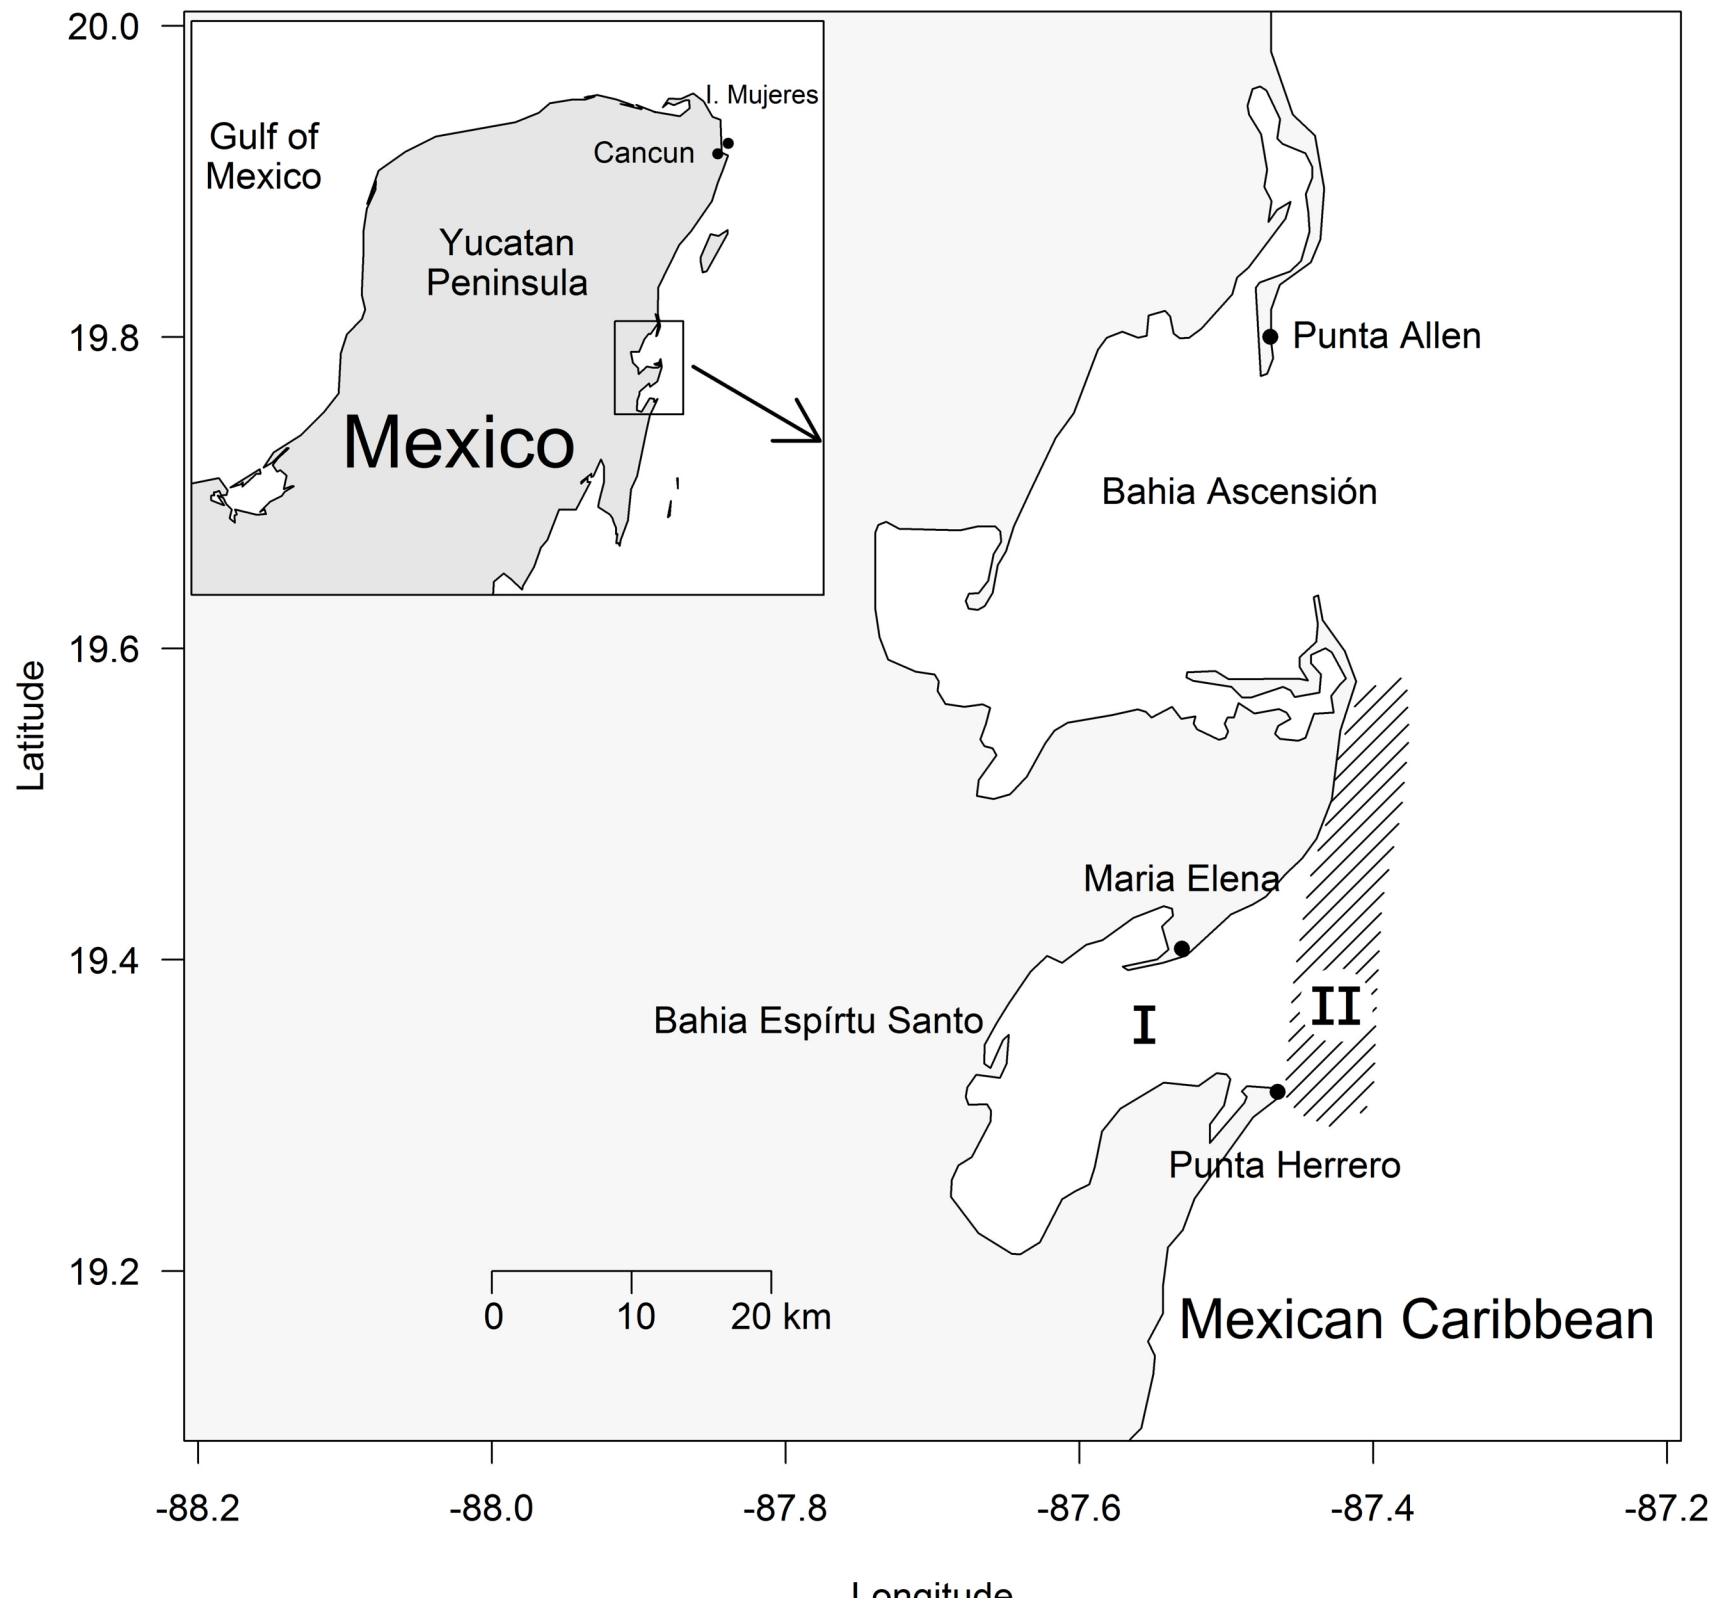 20.0
19.8
19.6
19.4
19.2
Latitude
I. Mujeres
Gulf of
Mexico
Cancun
Yucatan
Peninsula
Mexico
Punta Allen
Bahia Ascensión
Maria Elena
Bahia Espírtu Santo
I
II
Punta Herrero
0 10 20 km
Mexican Caribbean
-88.2 -88.0 -87.8 -87.6 -87.4 -87.2
Longitude